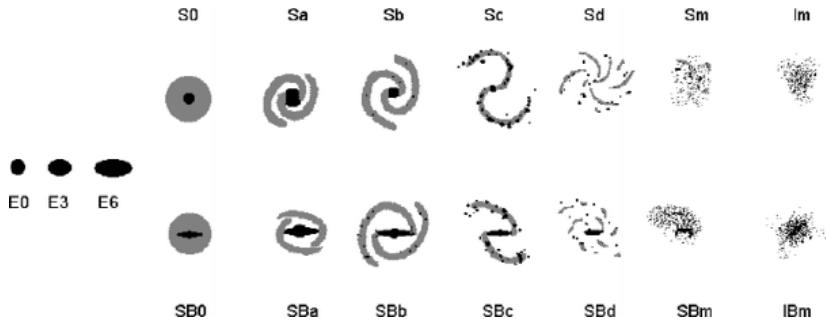 S0 Sa Sb Sc Sd Sm Im
E0 E3 E6
SB0 SBa SBb SBc SBd SBm IBm